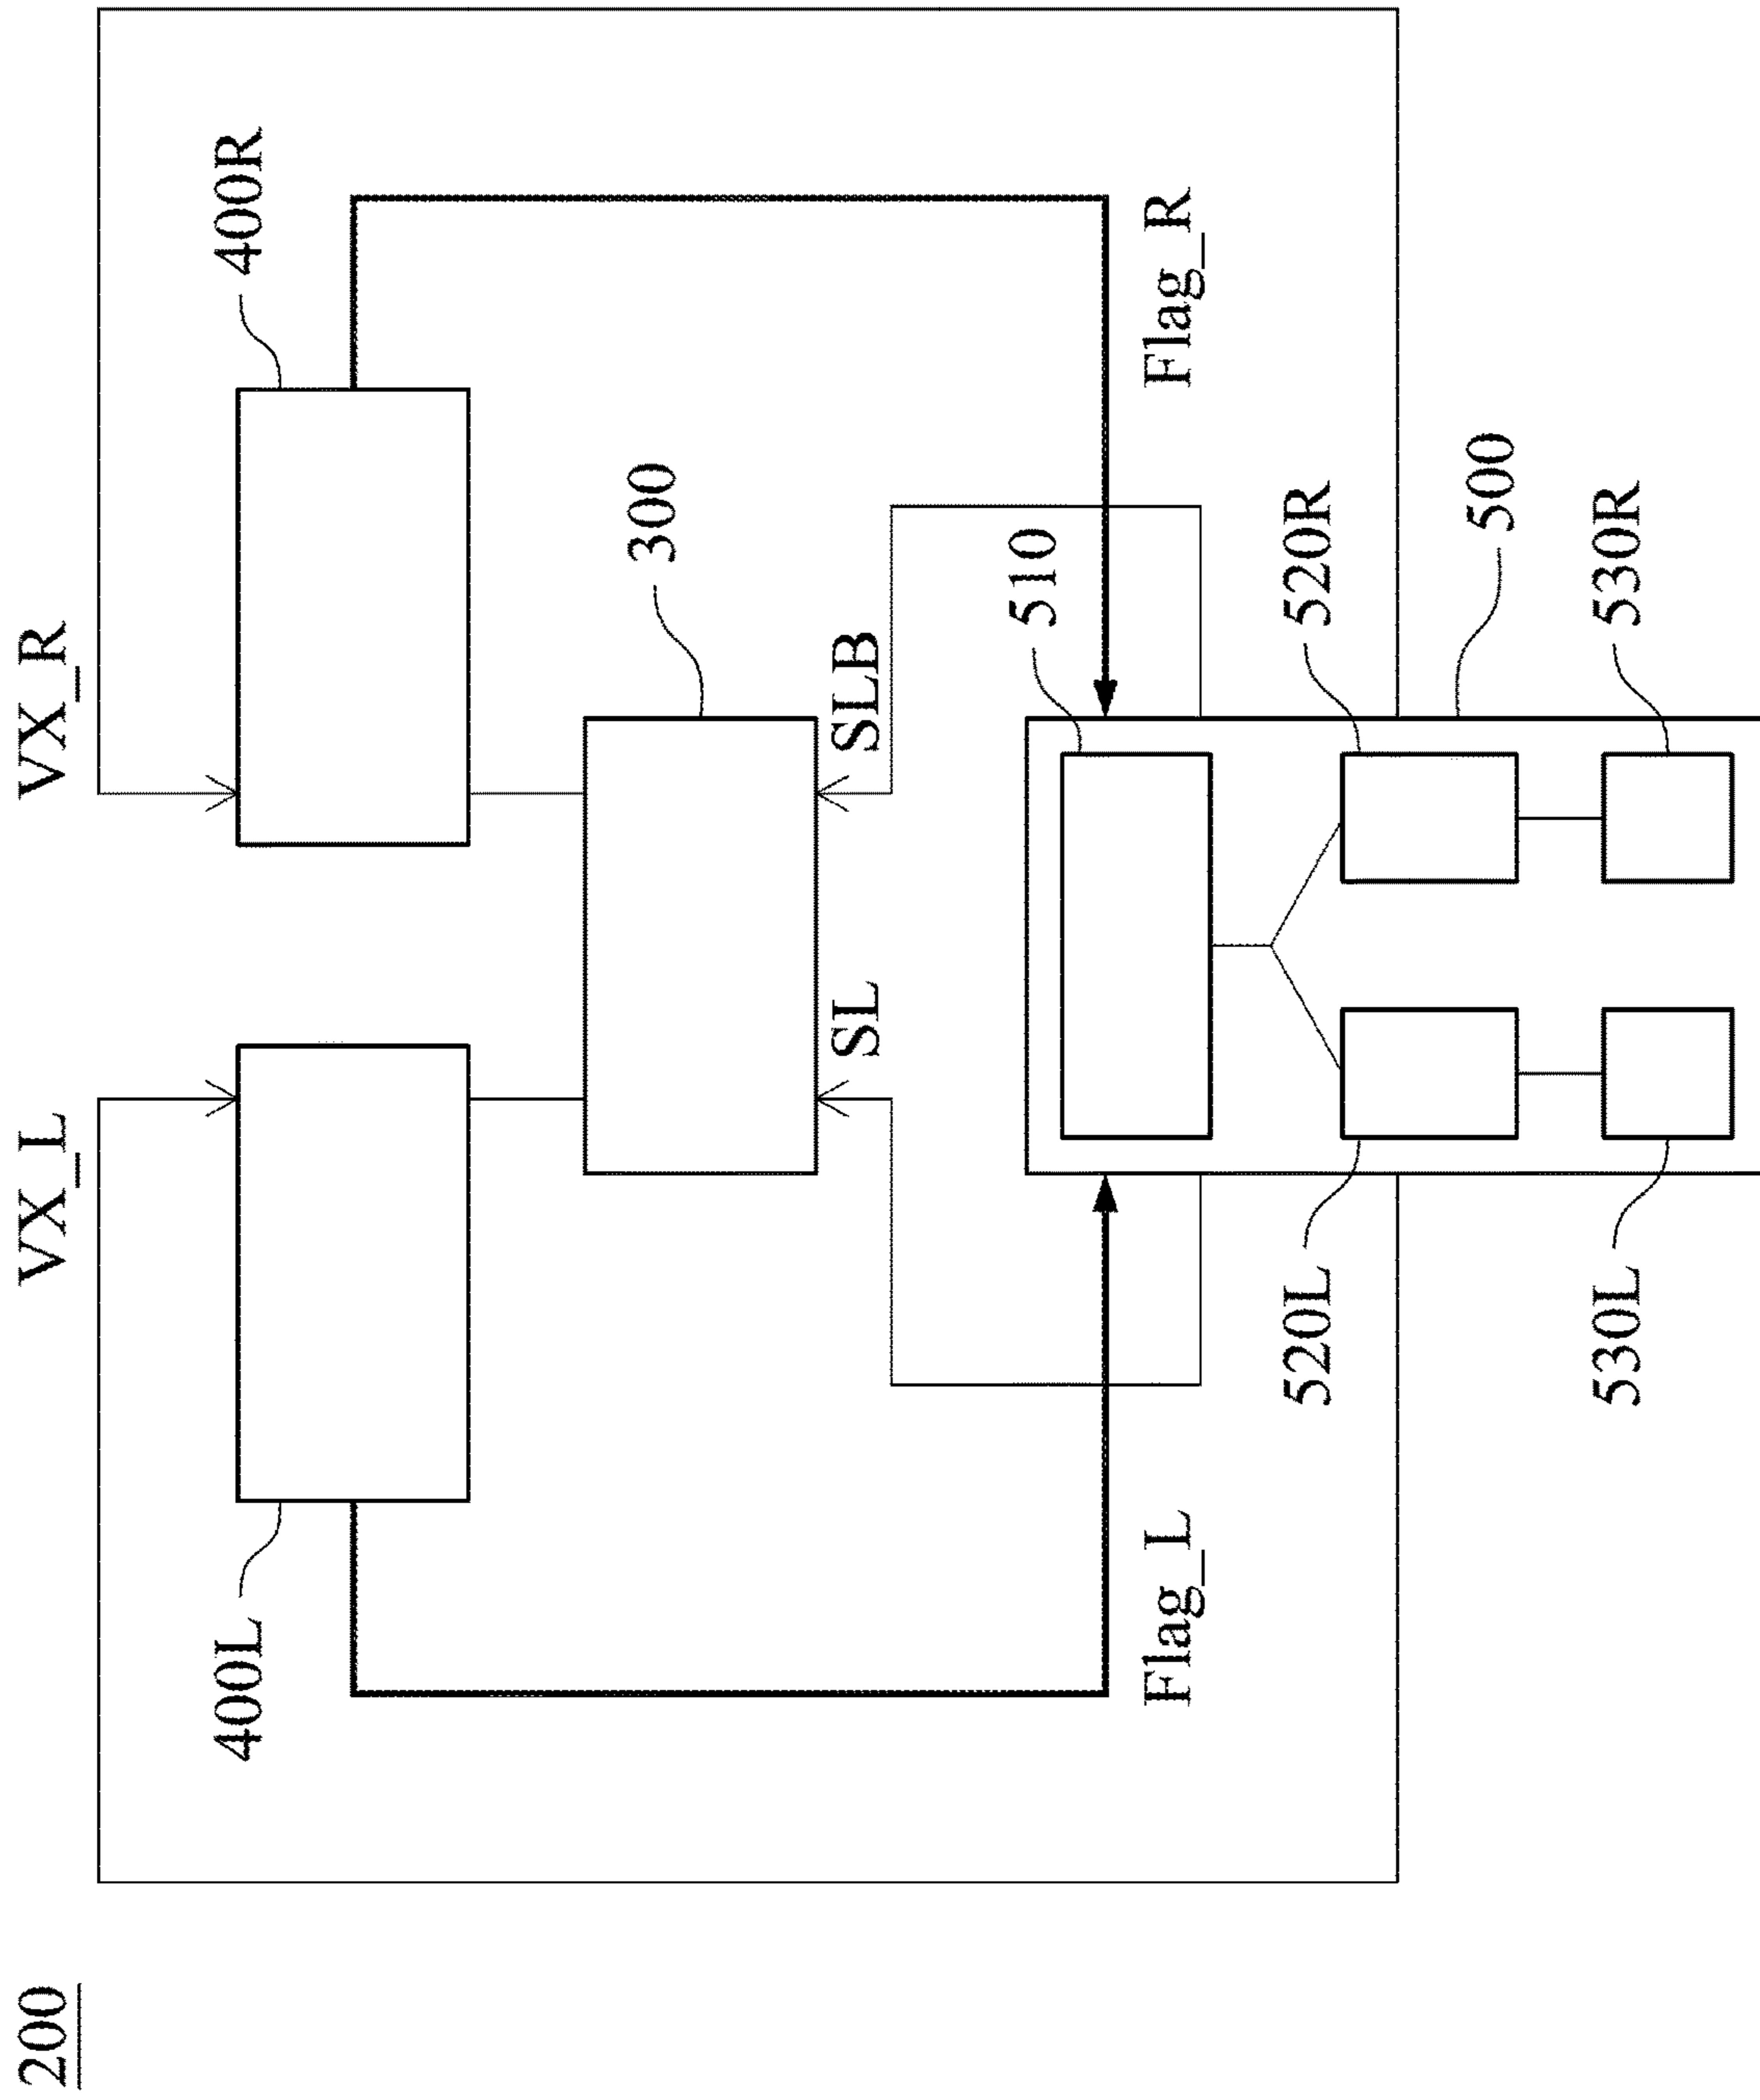 200
VX_L
VX_R
400L
400R
300
SL
SLB
510
Flag_L
Flag_R
520L
520R
500
530L
530R